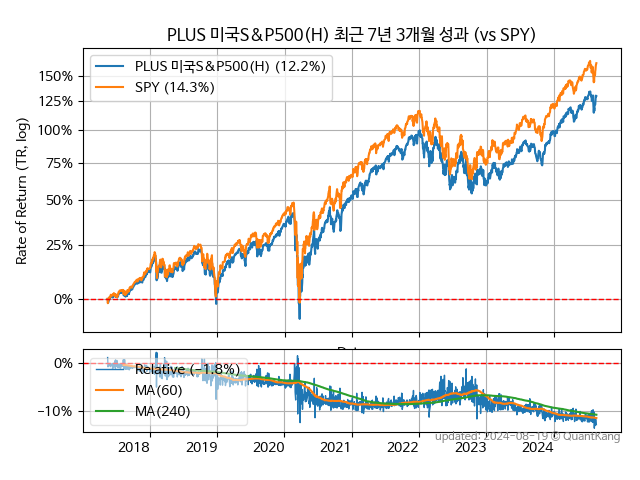 PLUS 미국S&P500(H) 최근 7년 3개월 성과 (vs SPY)
PLUS 미국S&P500(H) (12.2%)
SPY (14.3%)
Rate of Return (TR, log)
150%
125%
100%
75%
50%
25%
0%
0%
−10%
Relative (−1.8%)
MA(60)
MA(240)
2018 2019 2020 2021 2022 2023 2024
updated: 2024-08-19 © QuantKang